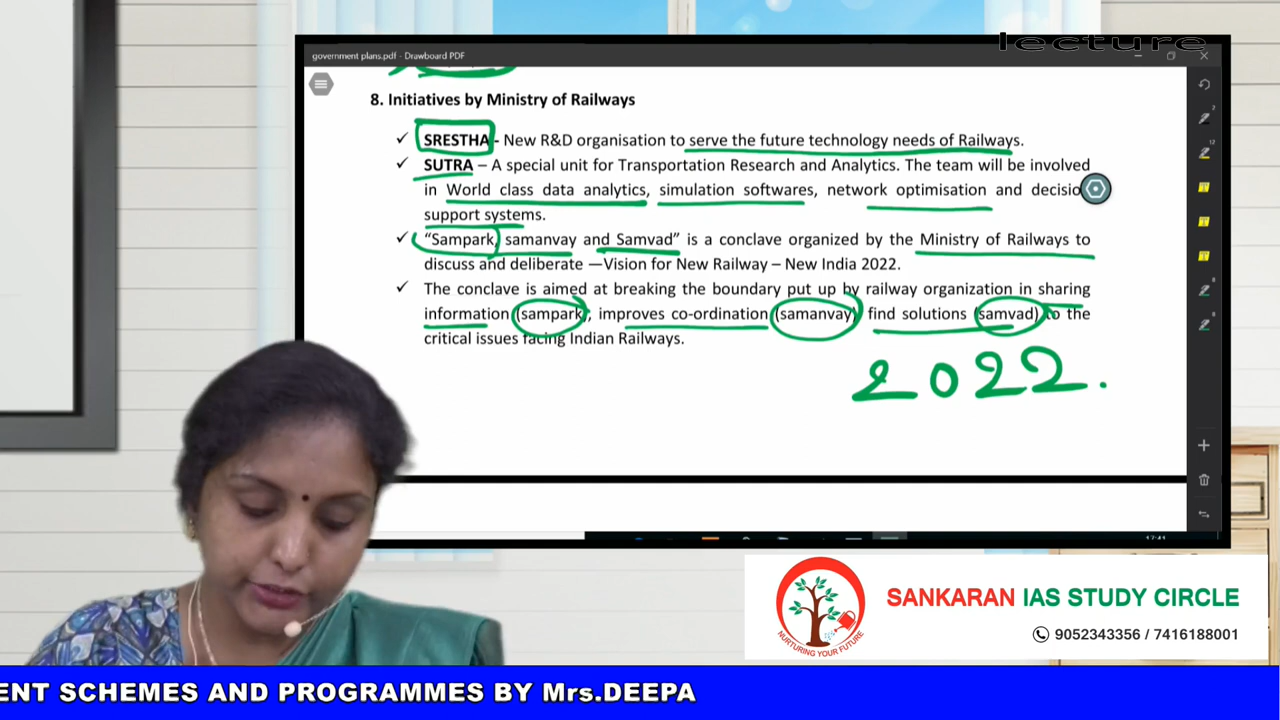 lecture
government plans.pdf - Drawboard PDF
8. Initiatives by Ministry of Railways
✓ SRESTHA - New R&D organisation to serve the future technology needs of Railways.
✓ SUTRA – A special unit for Transportation Research and Analytics. The team will be involved
in World class data analytics, simulation softwares, network optimisation and decisio
support systems.
✓ “Sampark, samanvay and Samvad” is a conclave organized by the Ministry of Railways to
discuss and deliberate —Vision for New Railway – New India 2022.
✓ The conclave is aimed at breaking the boundary put up by railway organization in sharing
information (sampark), improves co-ordination (samanvay), find solutions (samvad) to the
critical issues facing Indian Railways.
2022.
17:41
NURTURING YOUR FUTURE
SANKARAN IAS STUDY CIRCLE
9052343356 / 7416188001
ENT SCHEMES AND PROGRAMMES BY Mrs.DEEPA